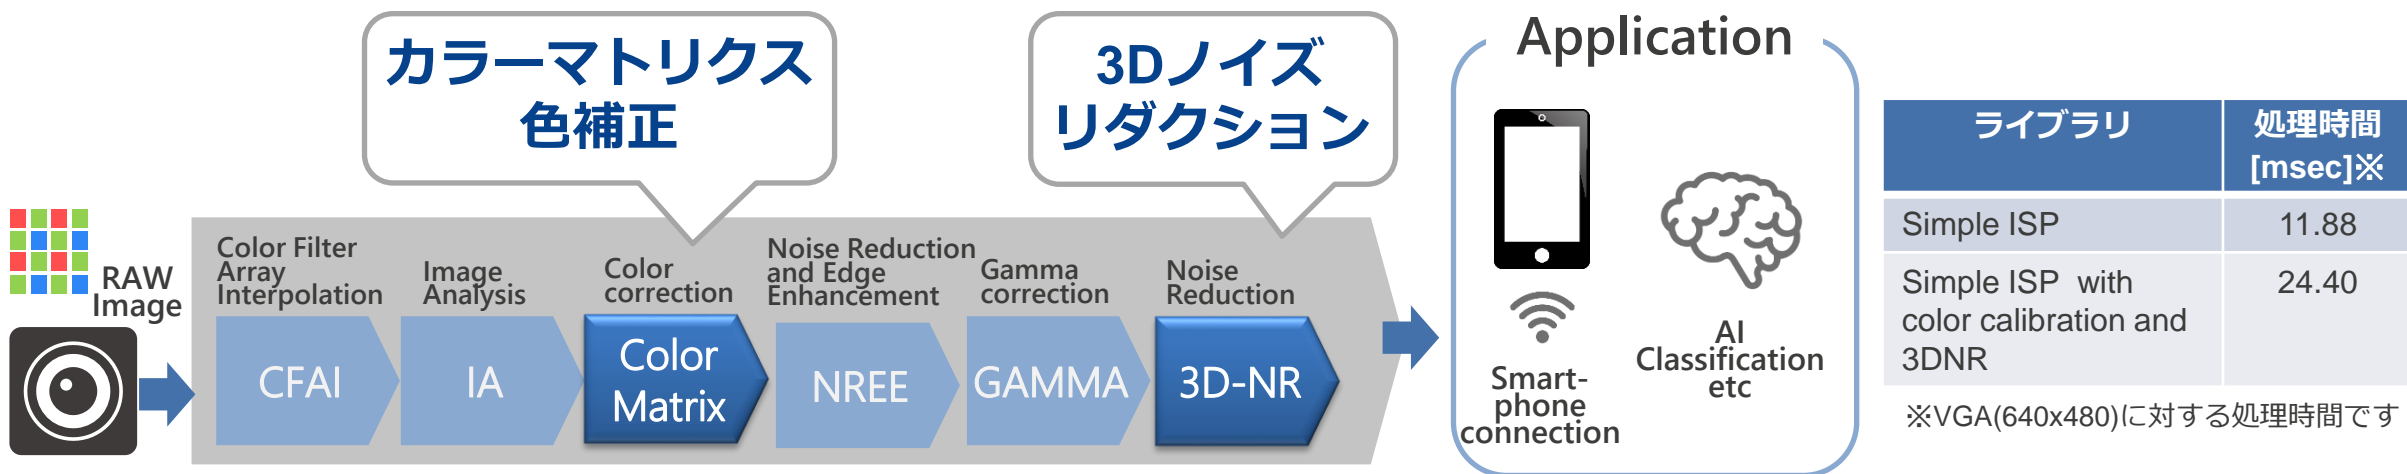 カラーマトリクス
色補正
3Dノイズ
リダクション
RAW
Image
Color Filter
Array
Interpolation
CFAI
Image
Analysis
IA
Color
correction
Color
Matrix
Noise Reduction
and Edge
Enhancement
NREE
Gamma
correction
GAMMA
Noise
Reduction
3D-NR
Application
Smart-
phone
connection
AI
Classification
etc
ライブラリ
処理時間
[msec]※
Simple ISP
11.88
Simple ISP with
color calibration and
3DNR
24.40
※VGA(640x480)に対する処理時間です